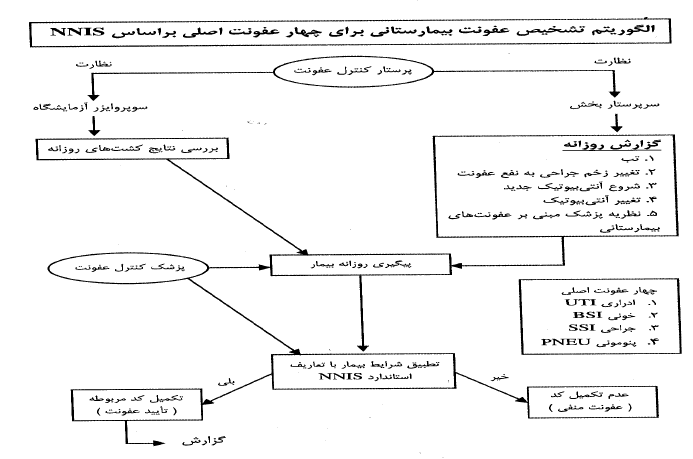 الگوریتم تشخیص عفونت بیمارستانی برای چهار عفونت اصلی براساس NNIS
پرستار کنترل عفونت
نظارت
نظارت
سرپرستار بخش
سوپروایزر آزمایشگاه
گزارش روزانه
۱. تب
۲. تغییر زخم جراحی به نفع عفونت
۳. شروع آنتی‌بیوتیک جدید
۴. تغییر آنتی‌بیوتیک
۵. نظریه پزشک مبنی بر عفونت‌های
بیمارستانی
بررسی نتایج کشت‌های روزانه
پیگیری روزانه بیمار
پزشک کنترل عفونت
چهار عفونت اصلی
۱. ادراری UTI
۲. خونی BSI
۳. جراحی SSI
۴. پنومونی PNEU
تطبیق شرایط بیمار با تعاریف
استاندارد NNIS
خیر
بلی
عدم تکمیل کد
( عفونت منفی )
تکمیل کد مربوطه
( تأیید عفونت )
گزارش